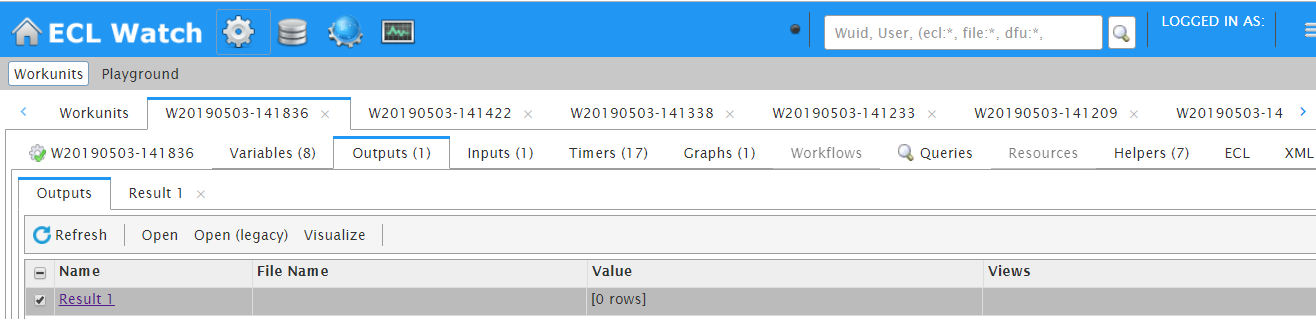 ECL Watch
Wuid, User, (ecl:*, file:*, dfu:*,
LOGGED IN AS:
Workunits Playground
Workunits W20190503-141836 W20190503-141422 W20190503-141338 W20190503-141233 W20190503-141209 W20190503-14
W20190503-141836 Variables (8) Outputs (1) Inputs (1) Timers (17) Graphs (1) Workflows Queries Resources Helpers (7) ECL XML
Outputs Result 1
Refresh Open Open (legacy) Visualize
Name File Name Value Views
Result 1 [0 rows]